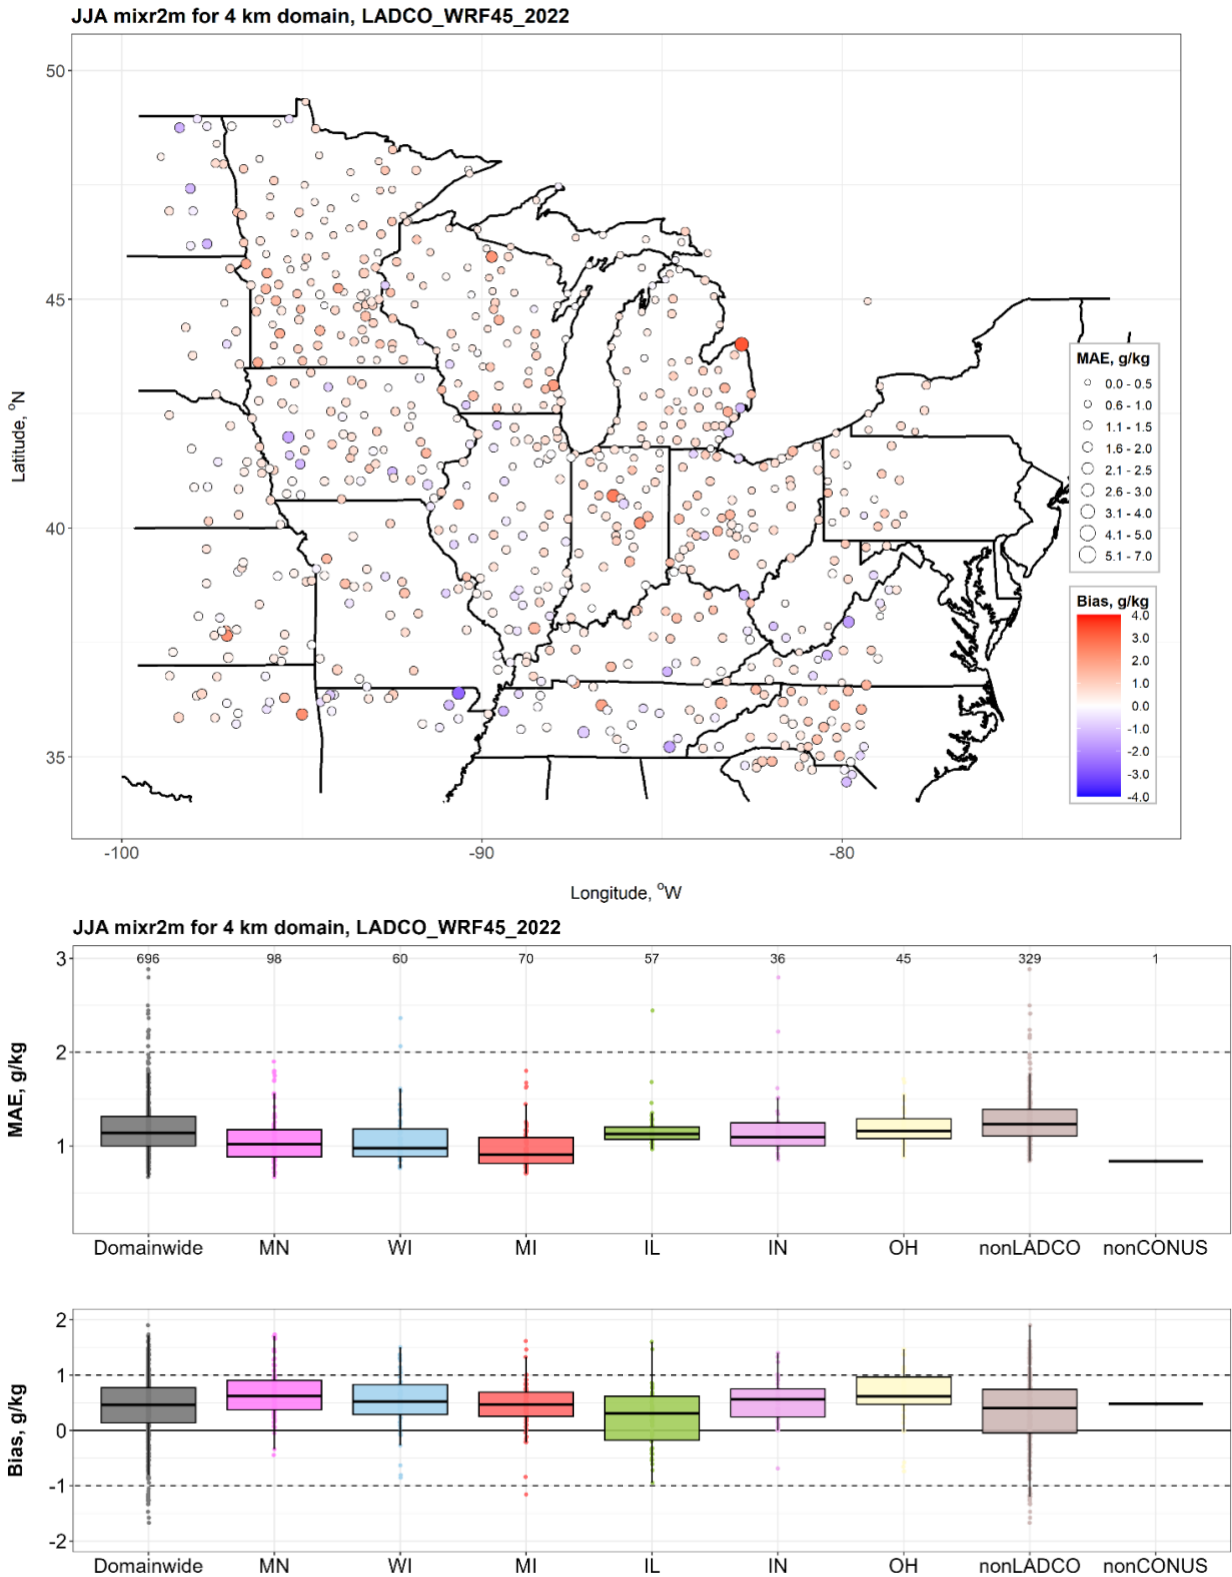 JJA mixr2m for 4 km domain, LADCO_WRF45_2022
50
45
40
35
Latitude, °N
-100
-90
-80
Longitude, °W
MAE, g/kg
0.0 - 0.5
0.6 - 1.0
1.1 - 1.5
1.6 - 2.0
2.1 - 2.5
2.6 - 3.0
3.1 - 4.0
4.1 - 5.0
5.1 - 7.0
Bias, g/kg
4.0
3.0
2.0
1.0
0.0
-1.0
-2.0
-3.0
-4.0
JJA mixr2m for 4 km domain, LADCO_WRF45_2022
696 98 60 70 57 36 45 329 1
3
2
1
MAE, g/kg
Domainwide MN WI MI IL IN OH nonLADCO nonCONUS
2
1
0
-1
-2
Bias, g/kg
Domainwide MN WI MI IL IN OH nonLADCO nonCONUS